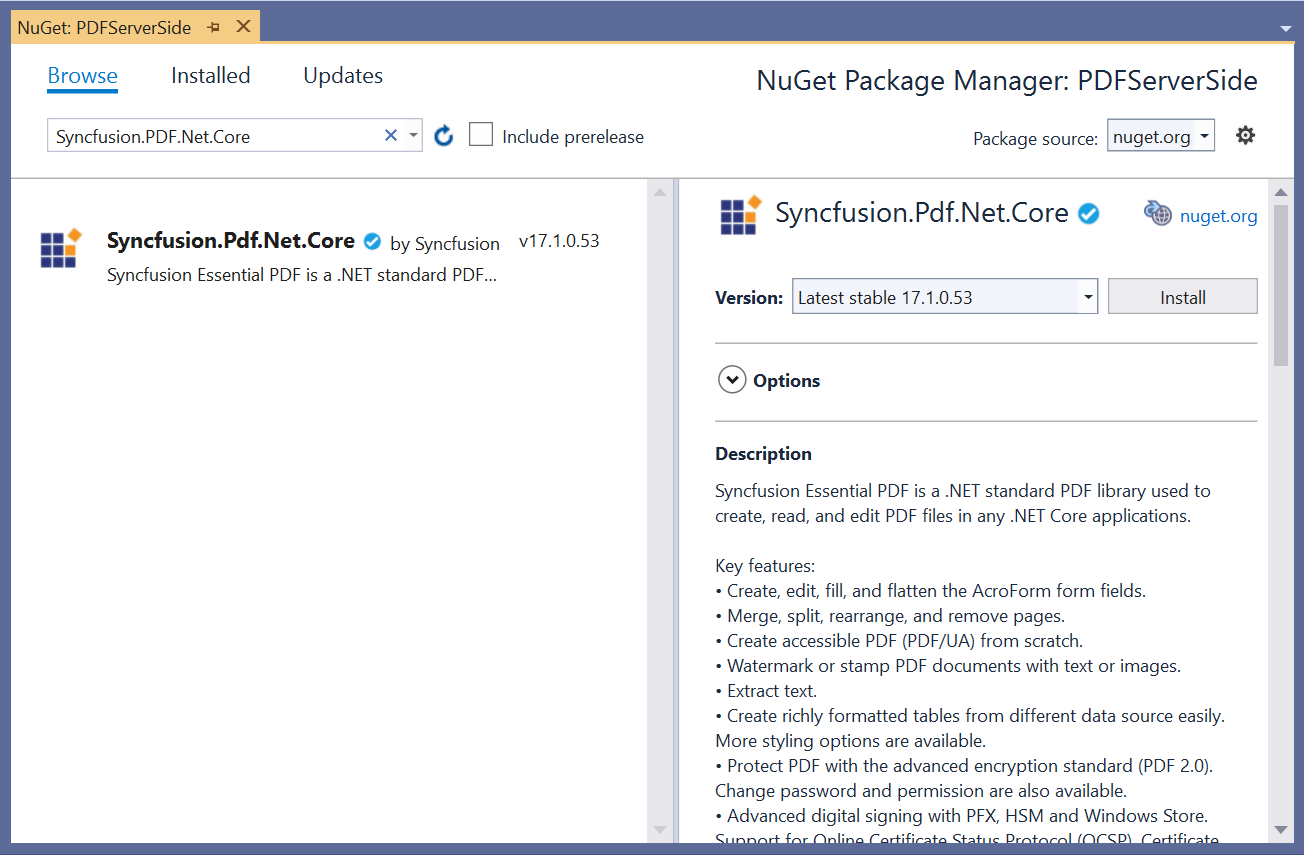 NuGet: PDFServerSide
Browse Installed Updates
NuGet Package Manager: PDFServerSide
Syncfusion.PDF.Net.Core
Include prerelease
Package source: nuget.org
Syncfusion.Pdf.Net.Core by Syncfusion v17.1.0.53
Syncfusion Essential PDF is a .NET standard PDF...
Syncfusion.Pdf.Net.Core
nuget.org
Version: Latest stable 17.1.0.53 Install
Options
Description
Syncfusion Essential PDF is a .NET standard PDF library used to
create, read, and edit PDF files in any .NET Core applications.
Key features:
• Create, edit, fill, and flatten the AcroForm form fields.
• Merge, split, rearrange, and remove pages.
• Create accessible PDF (PDF/UA) from scratch.
• Watermark or stamp PDF documents with text or images.
• Extract text.
• Create richly formatted tables from different data source easily.
More styling options are available.
• Protect PDF with the advanced encryption standard (PDF 2.0).
Change password and permission are also available.
• Advanced digital signing with PFX, HSM and Windows Store.
Support for Online Certificate Status Protocol (OCSP), Certificate